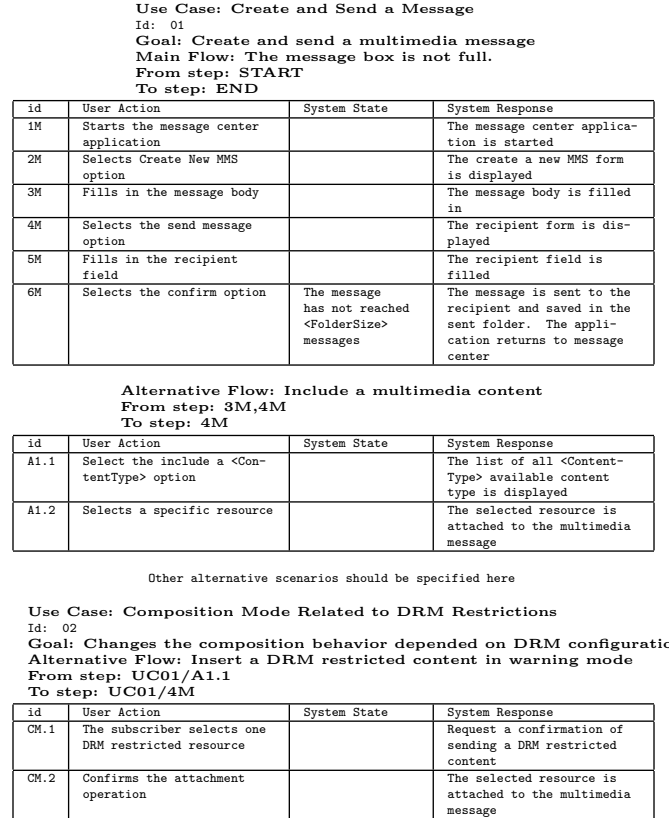 Use Case: Create and Send a Message
Id: 01
Goal: Create and send a multimedia message
Main Flow: The message box is not full.
From step: START
To step: END
id User Action System State System Response
1M Starts the message center The message center applica-
application tion is started
2M Selects Create New MMS The create a new MMS form
option is displayed
3M Fills in the message body The message body is filled
in
4M Selects the send message The recipient form is dis-
option played
5M Fills in the recipient The recipient field is
field filled
6M Selects the confirm option The message The message is sent to the
has not reached recipient and saved in the
<FolderSize> sent folder. The appli-
messages cation returns to message
center
Alternative Flow: Include a multimedia content
From step: 3M,4M
To step: 4M
id User Action System State System Response
A1.1 Select the include a <Con- The list of all <Content-
tentType> option Type> available content
type is displayed
A1.2 Selects a specific resource The selected resource is
attached to the multimedia
message
Other alternative scenarios should be specified here
Use Case: Composition Mode Related to DRM Restrictions
Id: 02
Goal: Changes the composition behavior depended on DRM configuratio
Alternative Flow: Insert a DRM restricted content in warning mode
From step: UC01/A1.1
To step: UC01/4M
id User Action System State System Response
CM.1 The subscriber selects one Request a confirmation of
DRM restricted resource sending a DRM restricted
content
CM.2 Confirms the attachment The selected resource is
operation attached to the multimedia
message